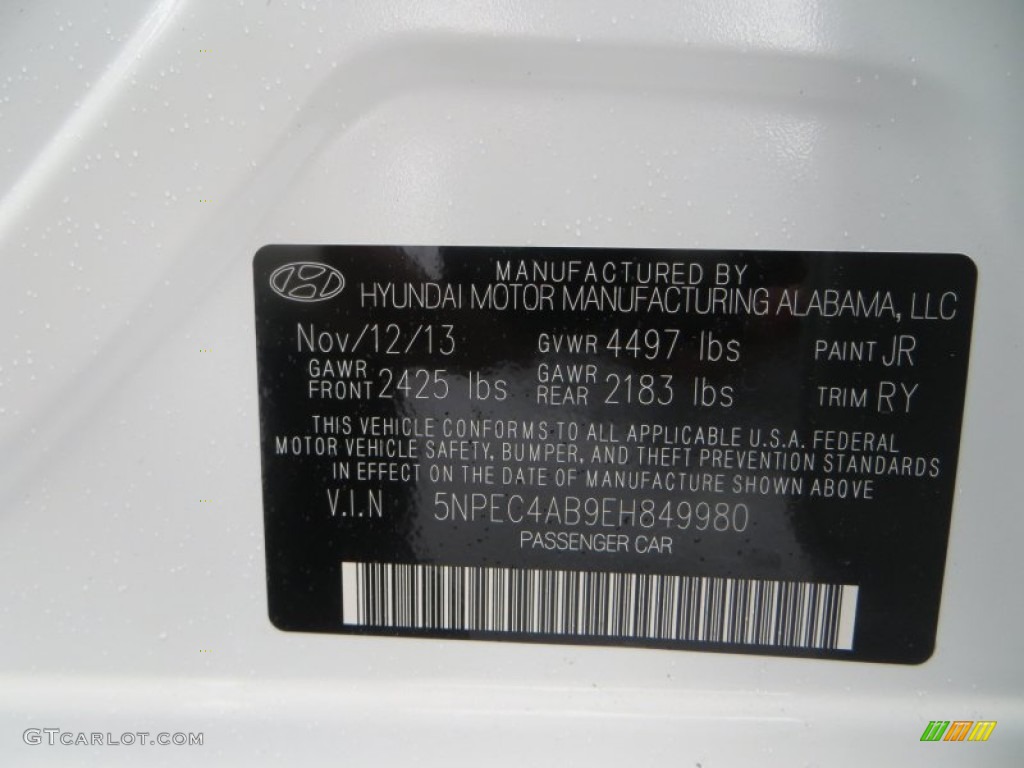 MANUFACTURED BY
HYUNDAI MOTOR MANUFACTURING ALABAMA, LLC
Nov/12/13 GVWR 4497 lbs PAINT JR
GAWR FRONT 2425 lbs GAWR REAR 2183 lbs TRIM RY
THIS VEHICLE CONFORMS TO ALL APPLICABLE U.S.A. FEDERAL
MOTOR VEHICLE SAFETY, BUMPER, AND THEFT PREVENTION STANDARDS
IN EFFECT ON THE DATE OF MANUFACTURE SHOWN ABOVE
V.I.N 5NPEC4AB9EH849980
PASSENGER CAR
GTCARLOT.COM